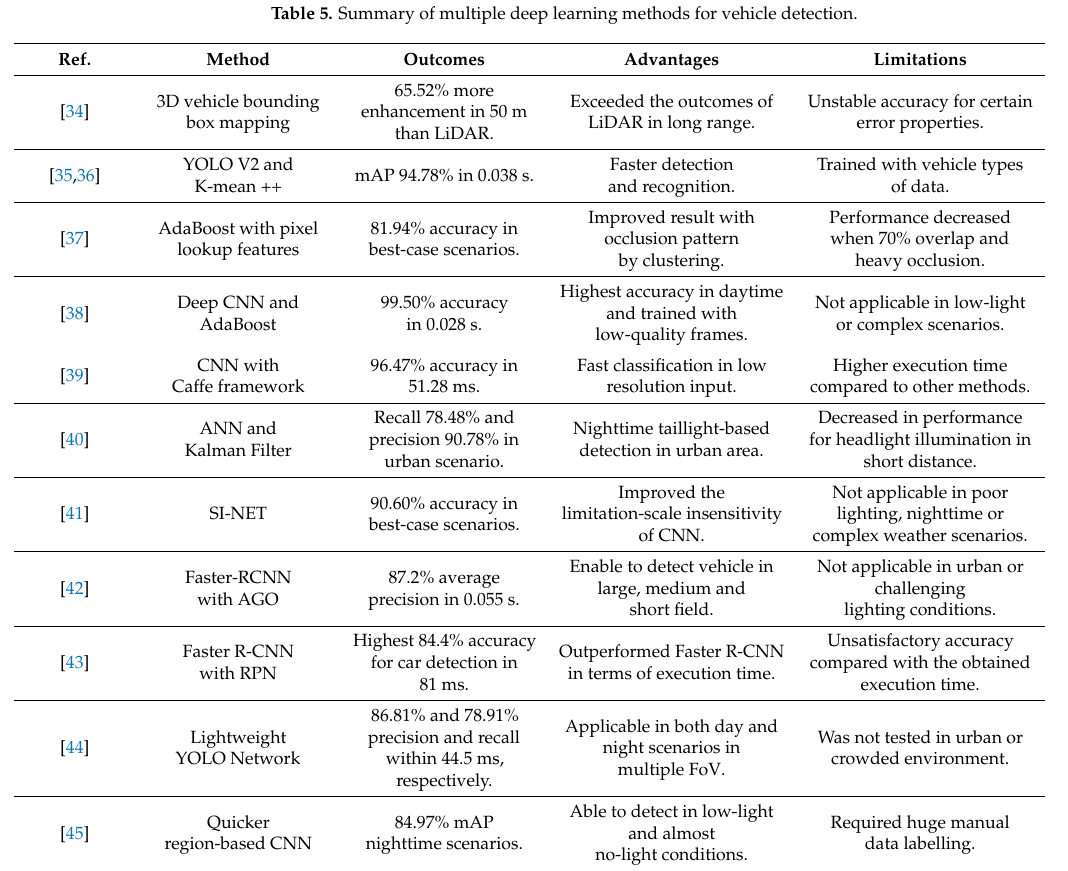 Table 5. Summary of multiple deep learning methods for vehicle detection.
Ref. Method Outcomes Advantages Limitations
[34]
3D vehicle bounding
box mapping
65.52% more
enhancement in 50 m
than LiDAR.
Exceeded the outcomes of
LiDAR in long range.
Unstable accuracy for certain
error properties.
[35,36]
YOLO V2 and
K-mean ++
mAP 94.78% in 0.038 s.
Faster detection
and recognition.
Trained with vehicle types
of data.
[37]
AdaBoost with pixel
lookup features
81.94% accuracy in
best-case scenarios.
Improved result with
occlusion pattern
by clustering.
Performance decreased
when 70% overlap and
heavy occlusion.
[38]
Deep CNN and
AdaBoost
99.50% accuracy
in 0.028 s.
Highest accuracy in daytime
and trained with
low-quality frames.
Not applicable in low-light
or complex scenarios.
[39]
CNN with
Caffe framework
96.47% accuracy in
51.28 ms.
Fast classification in low
resolution input.
Higher execution time
compared to other methods.
[40]
ANN and
Kalman Filter
Recall 78.48% and
precision 90.78% in
urban scenario.
Nighttime taillight-based
detection in urban area.
Decreased in performance
for headlight illumination in
short distance.
[41]
SI-NET
90.60% accuracy in
best-case scenarios.
Improved the
limitation-scale insensitivity
of CNN.
Not applicable in poor
lighting, nighttime or
complex weather scenarios.
[42]
Faster-RCNN
with AGO
87.2% average
precision in 0.055 s.
Enable to detect vehicle in
large, medium and
short field.
Not applicable in urban or
challenging
lighting conditions.
[43]
Faster R-CNN
with RPN
Highest 84.4% accuracy
for car detection in
81 ms.
Outperformed Faster R-CNN
in terms of execution time.
Unsatisfactory accuracy
compared with the obtained
execution time.
[44]
Lightweight
YOLO Network
86.81% and 78.91%
precision and recall
within 44.5 ms,
respectively.
Applicable in both day and
night scenarios in
multiple FoV.
Was not tested in urban or
crowded environment.
[45]
Quicker
region-based CNN
84.97% mAP
nighttime scenarios.
Able to detect in low-light
and almost
no-light conditions.
Required huge manual
data labelling.